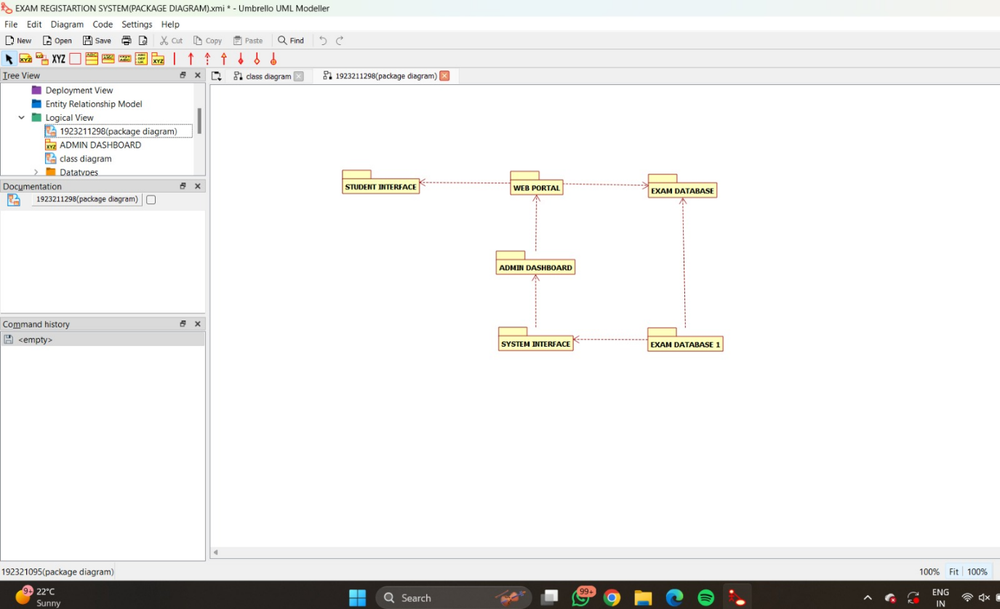 EXAM REGISTARTION SYSTEM(PACKAGE DIAGRAM).xmi * - Umbrello UML Modeller
File Edit Diagram Code Settings Help
New Open Save Cut Copy Paste Find
XYZ XYZ XYZ
Tree View
class diagram
1923211298(package diagram)
Deployment View
Entity Relationship Model
Logical View
1923211298(package diagram)
XYZ ADMIN DASHBOARD
class diagram
Datatypes
Documentation
1923211298(package diagram)
Command history
<empty>
STUDENT INTERFACE
WEB PORTAL
EXAM DATABASE
ADMIN DASHBOARD
SYSTEM INTERFACE
EXAM DATABASE 1
192321095(package diagram)
100% Fit 100%
9+ 22°C
Sunny
Search
99+
ENG
IN